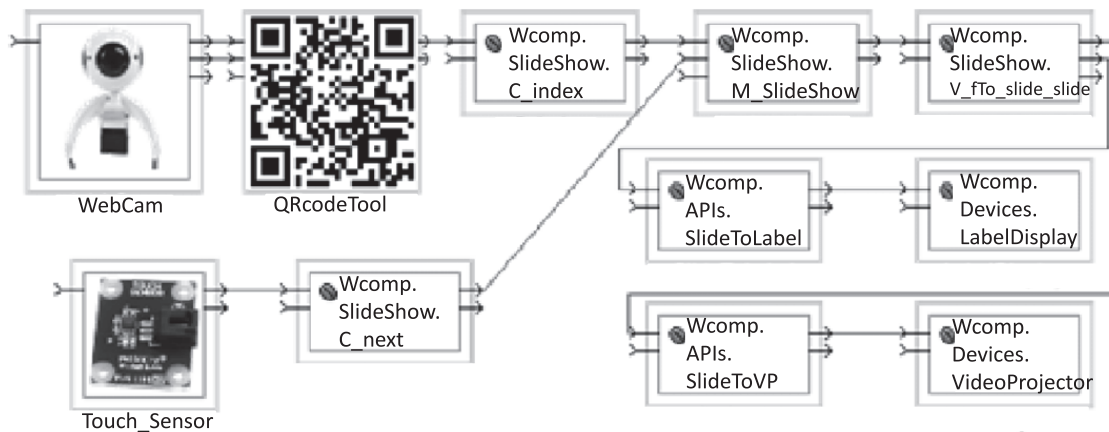 Wcomp.
SlideShow.
C_index
Wcomp.
SlideShow.
M_SlideShow
Wcomp.
SlideShow.
V_fTo_slide_slide
WebCam
QRcodeTool
Wcomp.
APIs.
SlideToLabel
Wcomp.
Devices.
LabelDisplay
Wcomp.
SlideShow.
C_next
Wcomp.
APIs.
SlideToVP
Wcomp.
Devices.
VideoProjector
Touch_Sensor